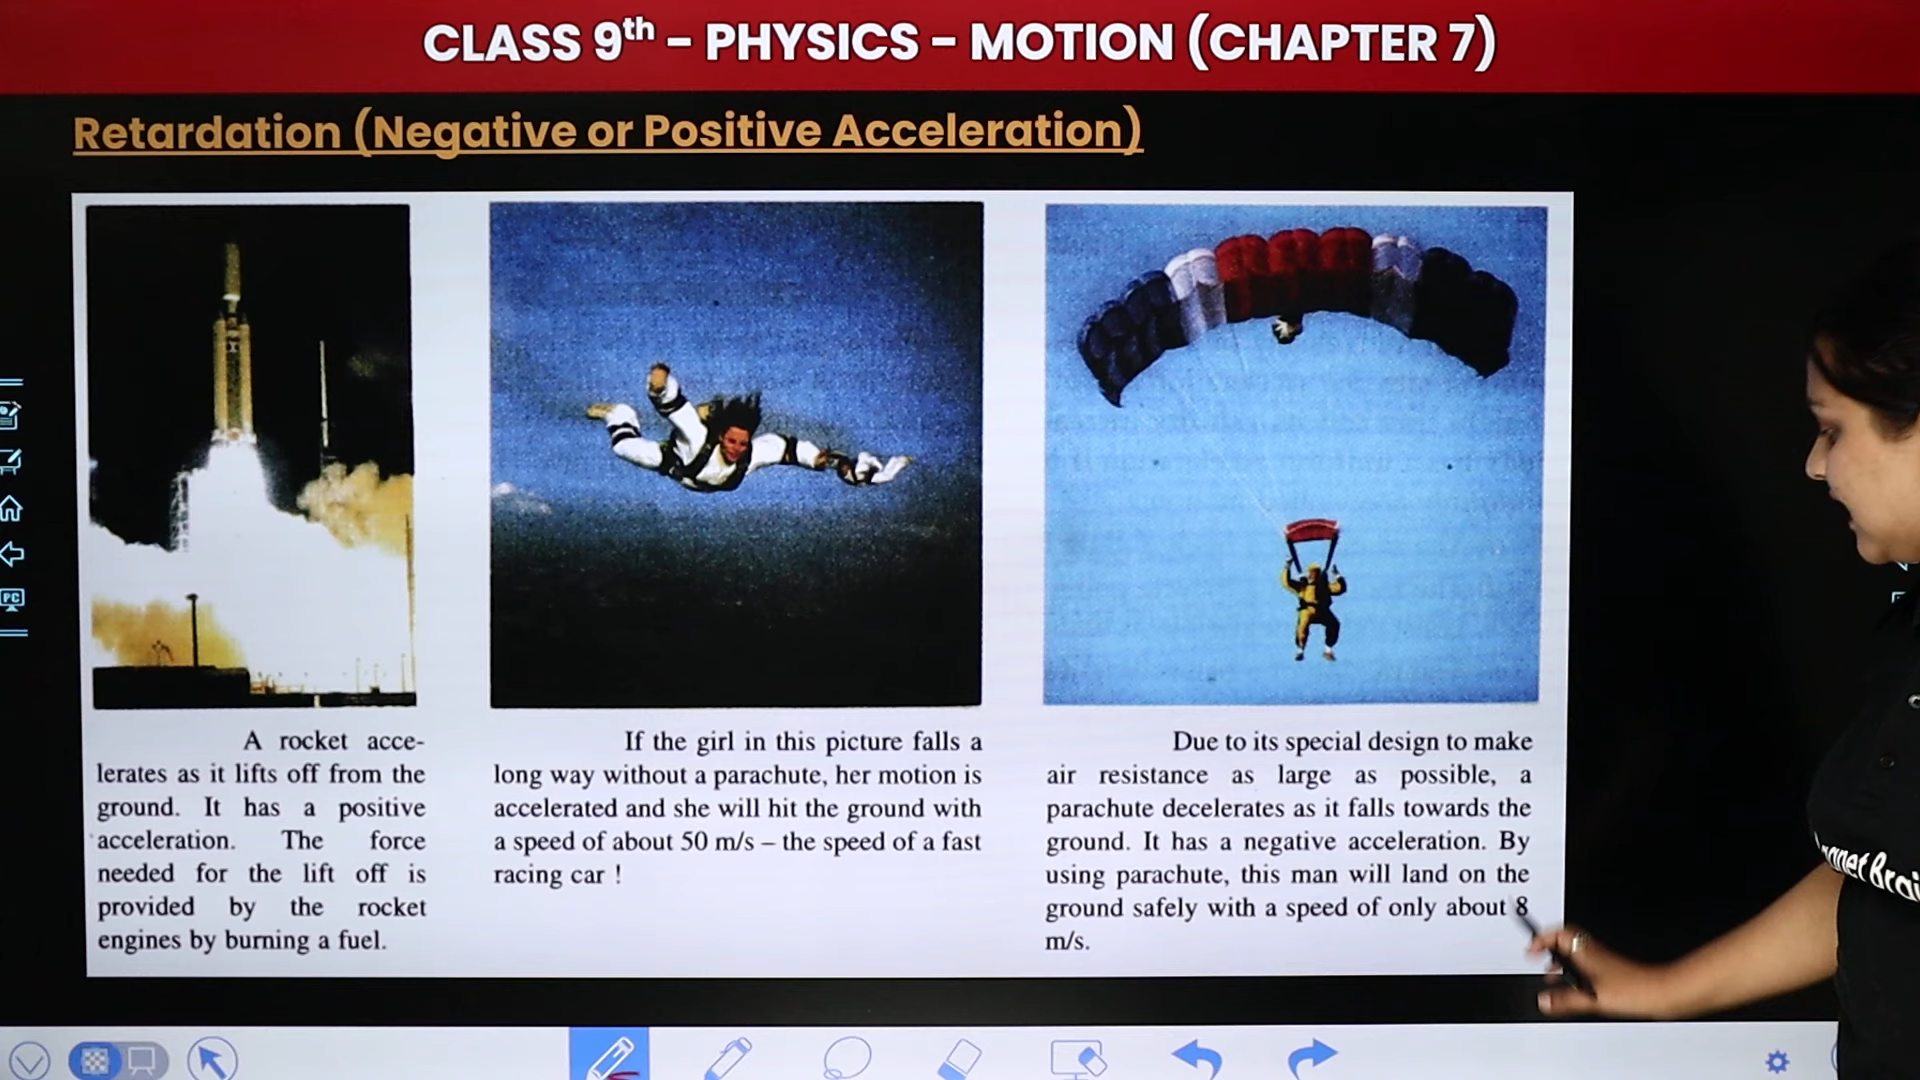 CLASS 9th – PHYSICS – MOTION (CHAPTER 7)
Retardation (Negative or Positive Acceleration)
A rocket acce-
lerates as it lifts off from the
ground. It has a positive
acceleration. The force
needed for the lift off is
provided by the rocket
engines by burning a fuel.
If the girl in this picture falls a
long way without a parachute, her motion is
accelerated and she will hit the ground with
a speed of about 50 m/s – the speed of a fast
racing car !
Due to its special design to make
air resistance as large as possible, a
parachute decelerates as it falls towards the
ground. It has a negative acceleration. By
using parachute, this man will land on the
ground safely with a speed of only about 8
m/s.
PC